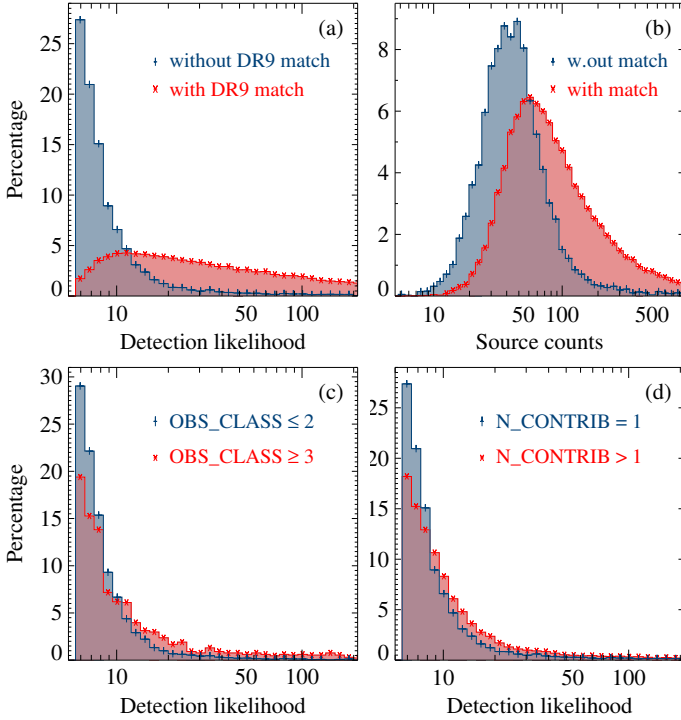 (a)
without DR9 match
with DR9 match
Percentage
25
20
15
10
5
0
10
50
100
Detection likelihood
(b)
w.out match
with match
8
6
4
2
0
10
50
100
500
Source counts
(c)
OBS_CLASS ≤ 2
OBS_CLASS ≥ 3
Percentage
30
25
20
15
10
5
0
10
50
100
Detection likelihood
(d)
N_CONTRIB = 1
N_CONTRIB > 1
25
20
15
10
5
0
10
50
100
Detection likelihood